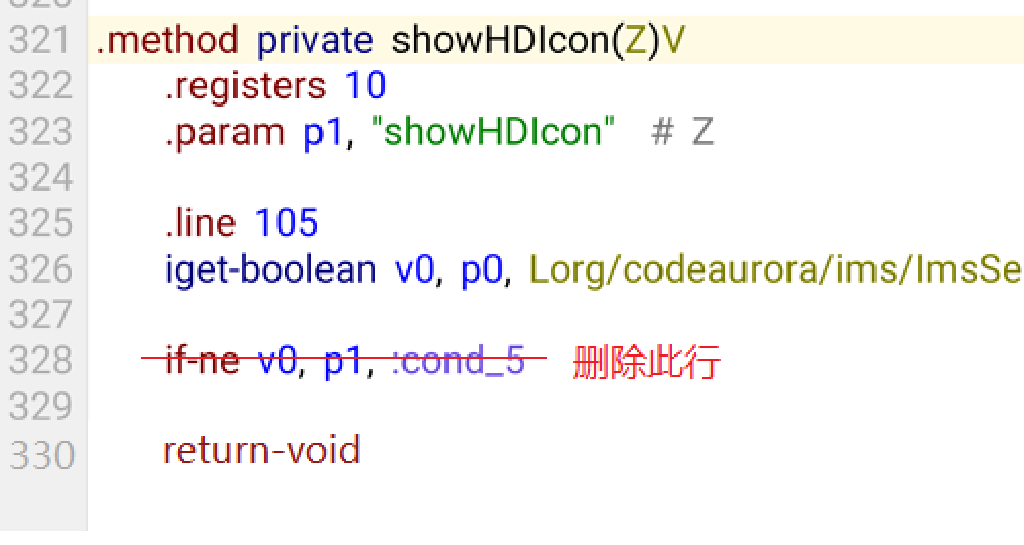 321 .method private showHDIcon(Z)V
322 .registers 10
323 .param p1, "showHDIcon" # Z
324
325 .line 105
326 iget-boolean v0, p0, Lorg/codeaurora/ims/ImsSe
327
328 if-ne v0, p1, :cond_5 删除此行
329
330 return-void